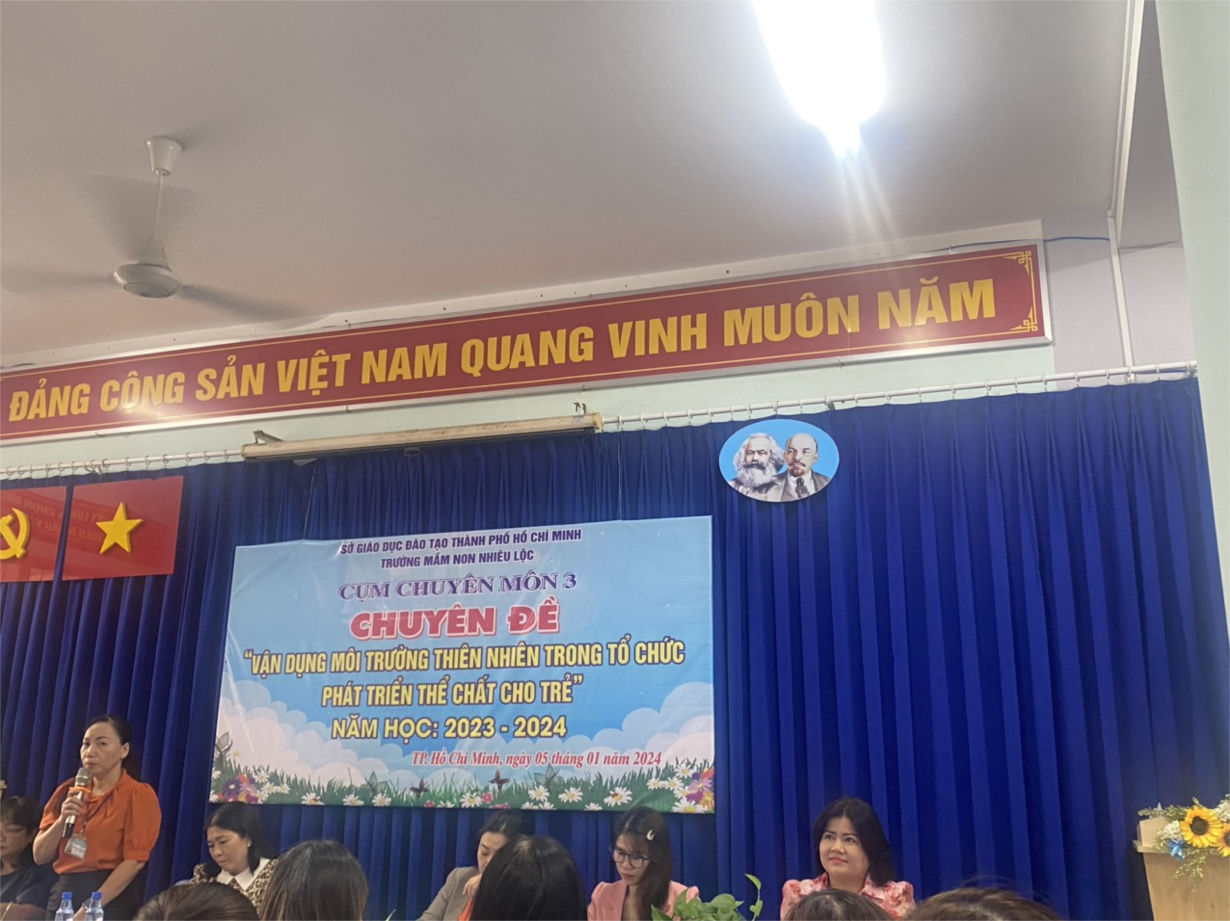 ĐẢNG CỘNG SẢN VIỆT NAM QUANG VINH MUÔN NĂM
SỞ GIÁO DỤC ĐÀO TẠO THÀNH PHỐ HỒ CHÍ MINH
TRƯỜNG MẦM NON NHIÊU LỘC
CỤM CHUYÊN MÔN 3
CHUYÊN ĐỀ
"VẬN DỤNG MÔI TRƯỜNG THIÊN NHIÊN TRONG TỔ CHỨC
PHÁT TRIỂN THỂ CHẤT CHO TRẺ"
NĂM HỌC: 2023 - 2024
TP. Hồ Chí Minh, ngày 05 tháng 01 năm 2024